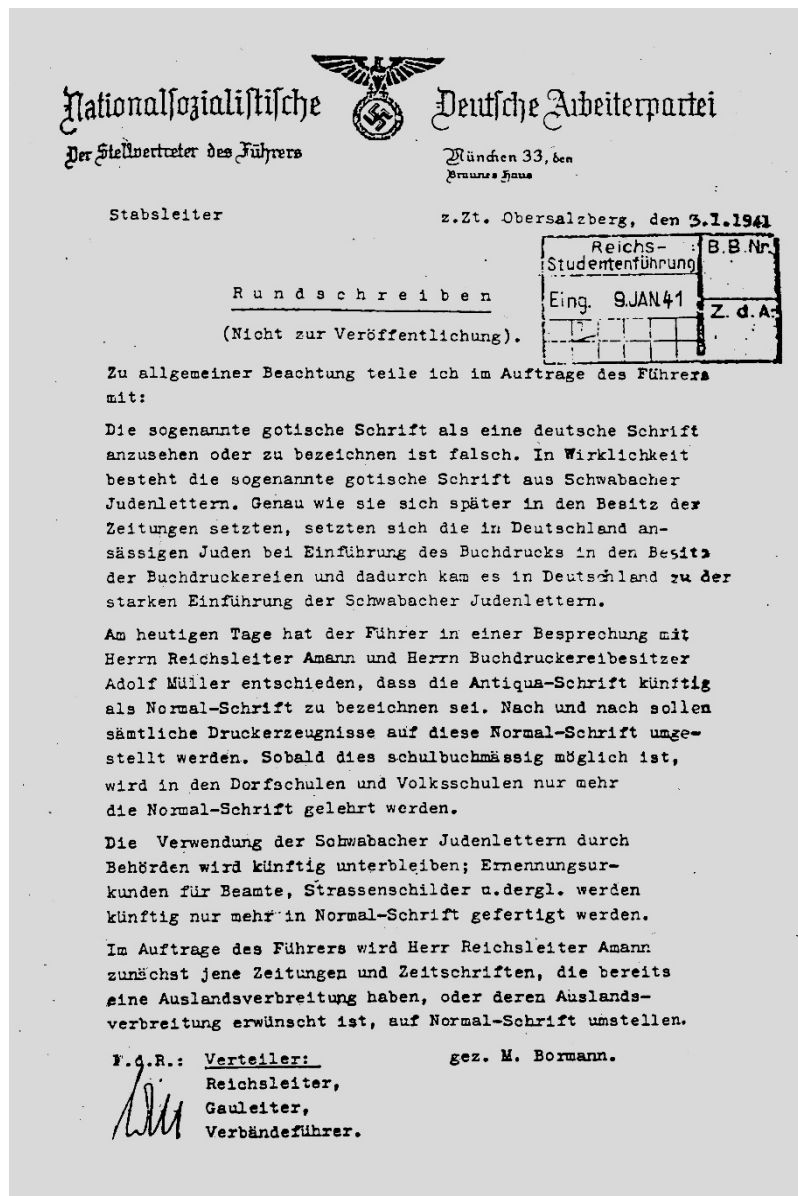 Nationalsozialistische Deutsche Arbeiterpartei
Der Stellvertreter des Führers
München 33, den
Braunes Haus
Stabsleiter
z.Zt. Obersalzberg, den 3.1.1941
Reichs-
Studentenführung
B.B.Nr.
Eing. 9.JAN.41
Z. d. A.
Rundschreiben
(Nicht zur Veröffentlichung).
Zu allgemeiner Beachtung teile ich im Auftrage des Führers
mit:
Die sogenannte gotische Schrift als eine deutsche Schrift
anzusehen oder zu bezeichnen ist falsch. In Wirklichkeit
besteht die sogenannte gotische Schrift aus Schwabacher
Judenlettern. Genau wie sie sich später in den Besitz der
Zeitungen setzten, setzten sich die in Deutschland an-
sässigen Juden bei Einführung des Buchdrucks in den Besitz
der Buchdruckereien und dadurch kam es in Deutschland zu der
starken Einführung der Schwabacher Judenlettern.
Am heutigen Tage hat der Führer in einer Besprechung mit
Herrn Reichsleiter Amann und Herrn Buchdruckereibesitzer
Adolf Müller entschieden, dass die Antiqua-Schrift künftig
als Normal-Schrift zu bezeichnen sei. Nach und nach sollen
sämtliche Druckerzeugnisse auf diese Normal-Schrift umge-
stellt werden. Sobald dies schulbuchmässig möglich ist,
wird in den Dorfschulen und Volksschulen nur mehr
die Normal-Schrift gelehrt werden.
Die Verwendung der Schwabacher Judenlettern durch
Behörden wird künftig unterbleiben; Ernennungsur-
kunden für Beamte, Strassenschilder u.dergl. werden
künftig nur mehr in Normal-Schrift gefertigt werden.
Im Auftrage des Führers wird Herr Reichsleiter Amann
zunächst jene Zeitungen und Zeitschriften, die bereits
eine Auslandsverbreitung haben, oder deren Auslands-
verbreitung erwünscht ist, auf Normal-Schrift umstellen.
F.d.R.: Verteiler:
gez. M. Bormann.
Reichsleiter,
Gauleiter,
Verbändeführer.